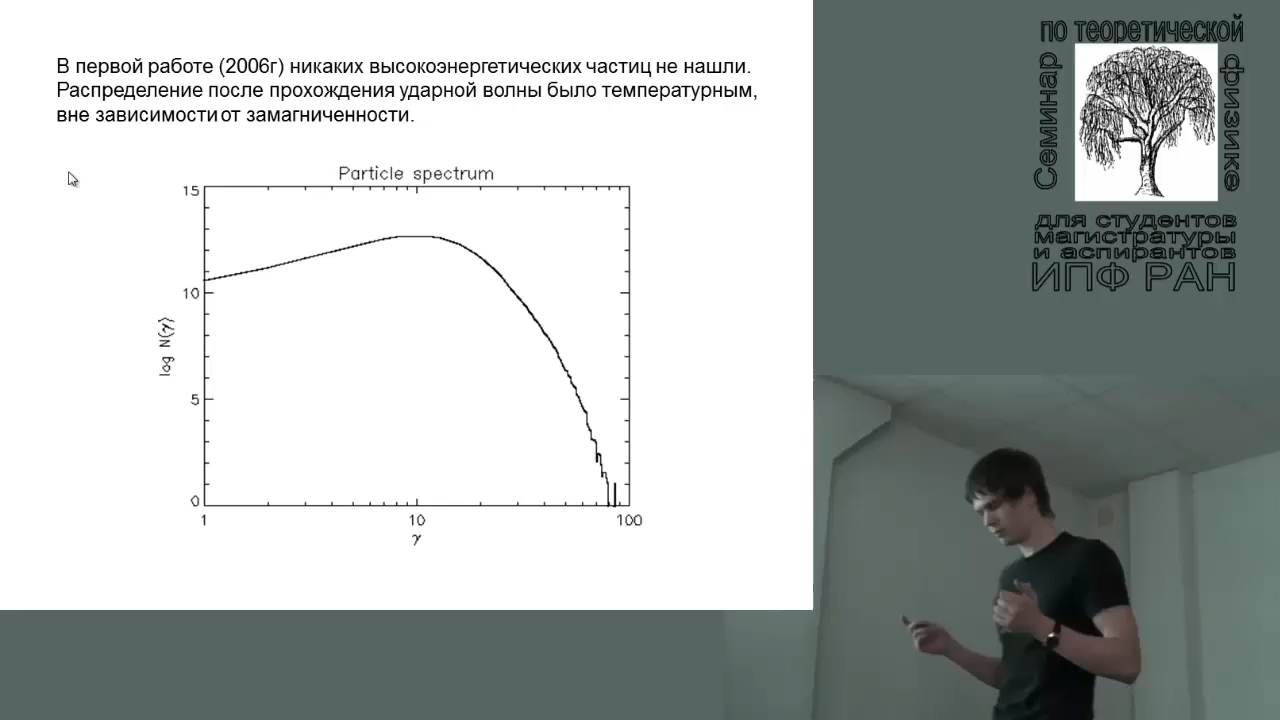 В первой работе (2006г) никаких высокоэнергетических частиц не нашли.
Распределение после прохождения ударной волны было температурным,
вне зависимости от замагниченности.
Particle spectrum
15
10
5
0
log N(γ)
1
10
100
γ
Семинар
по теоретической
физике
для студентов
магистратуры
и аспирантов
ИПФ РАН